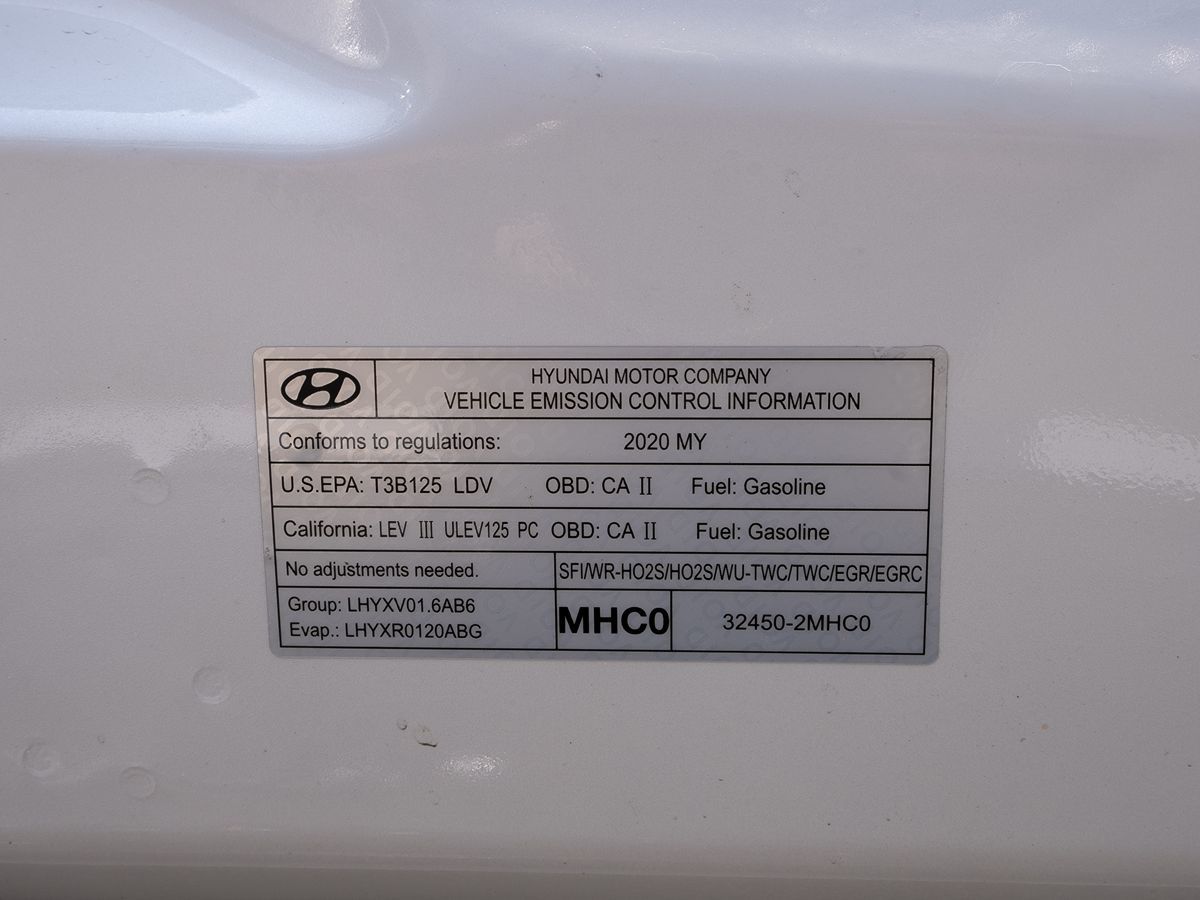 HYUNDAI MOTOR COMPANY
VEHICLE EMISSION CONTROL INFORMATION
Conforms to regulations: 2020 MY
U.S.EPA: T3B125 LDV OBD: CA II Fuel: Gasoline
California: LEV III ULEV125 PC OBD: CA II Fuel: Gasoline
No adjustments needed. SFI/WR-HO2S/HO2S/WU-TWC/TWC/EGR/EGRC
Group: LHYXV01.6AB6
Evap.: LHYXR0120ABG
MHC0 32450-2MHC0